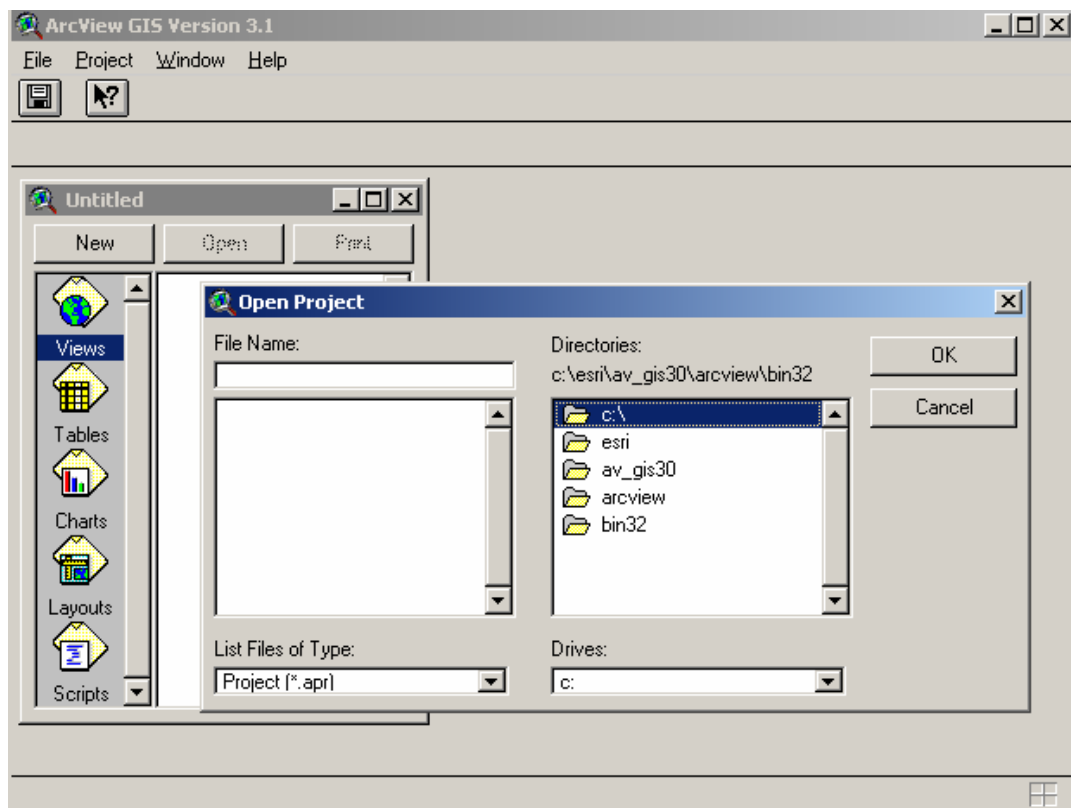 ArcView GIS Version 3.1
File Project Window Help
Untitled
New Open Print
Views
Tables
Charts
Layouts
Scripts
Open Project
File Name:
Directories:
c:\esri\av_gis30\arcview\bin32
c:\
esri
av_gis30
arcview
bin32
OK
Cancel
List Files of Type:
Project (*.apr)
Drives:
c: